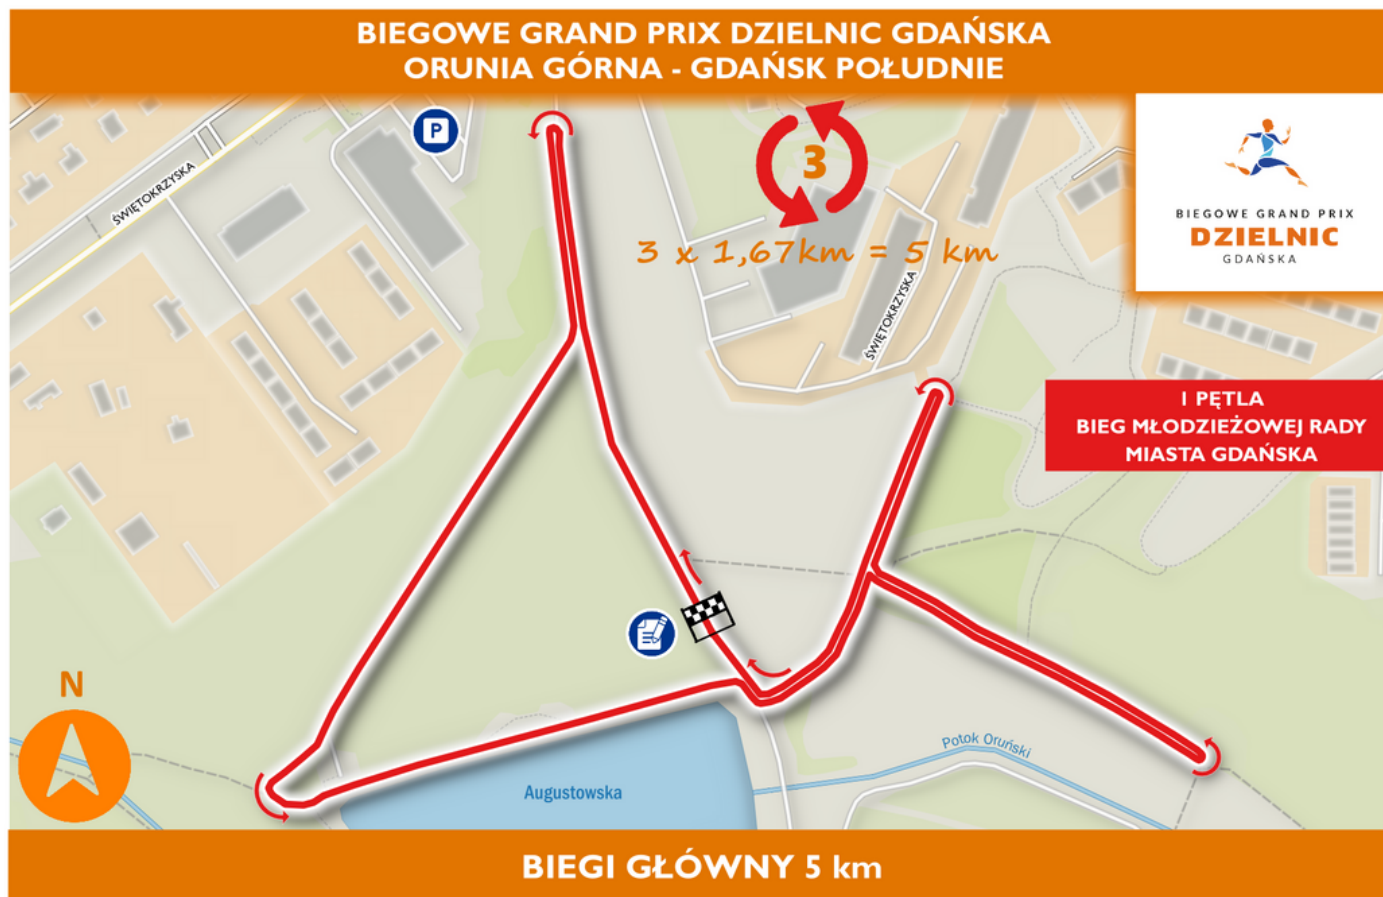 BIEGOWE GRAND PRIX DZIELNIC GDAŃSKA
ORUNIA GÓRNA - GDAŃSK POŁUDNIE
P
ŚWIĘTOKRZYSKA
3
3 x 1,67km = 5 km
ŚWIĘTOKRZYSKA
BIEGOWE GRAND PRIX
DZIELNIC
GDAŃSKA
I PĘTLA
BIEG MŁODZIEŻOWEJ RADY
MIASTA GDAŃSKA
N
Potok Oruński
Augustowska
BIEGI GŁÓWNY 5 km